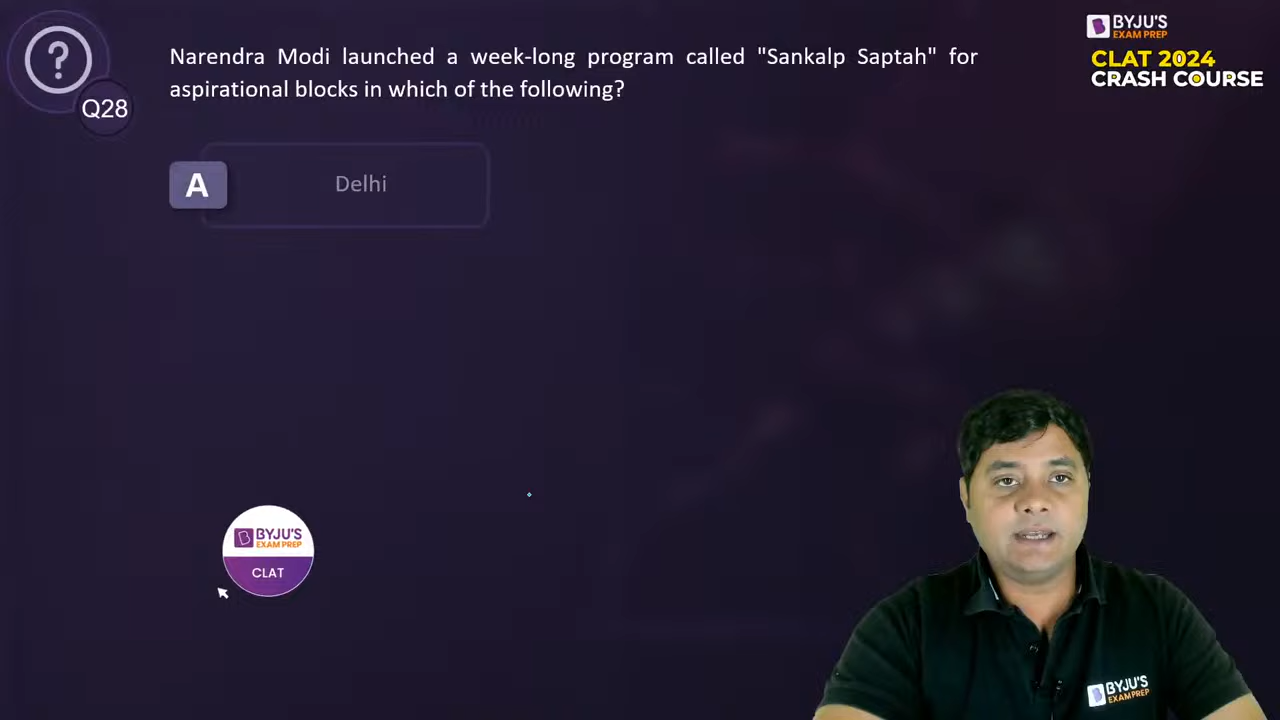 BYJU'S
EXAM PREP
CLAT 2024
CRASH COURSE
Q28
Narendra Modi launched a week-long program called "Sankalp Saptah" for
aspirational blocks in which of the following?
A
Delhi
BYJU'S
EXAM PREP
CLAT
BYJU'S
EXAM PREP